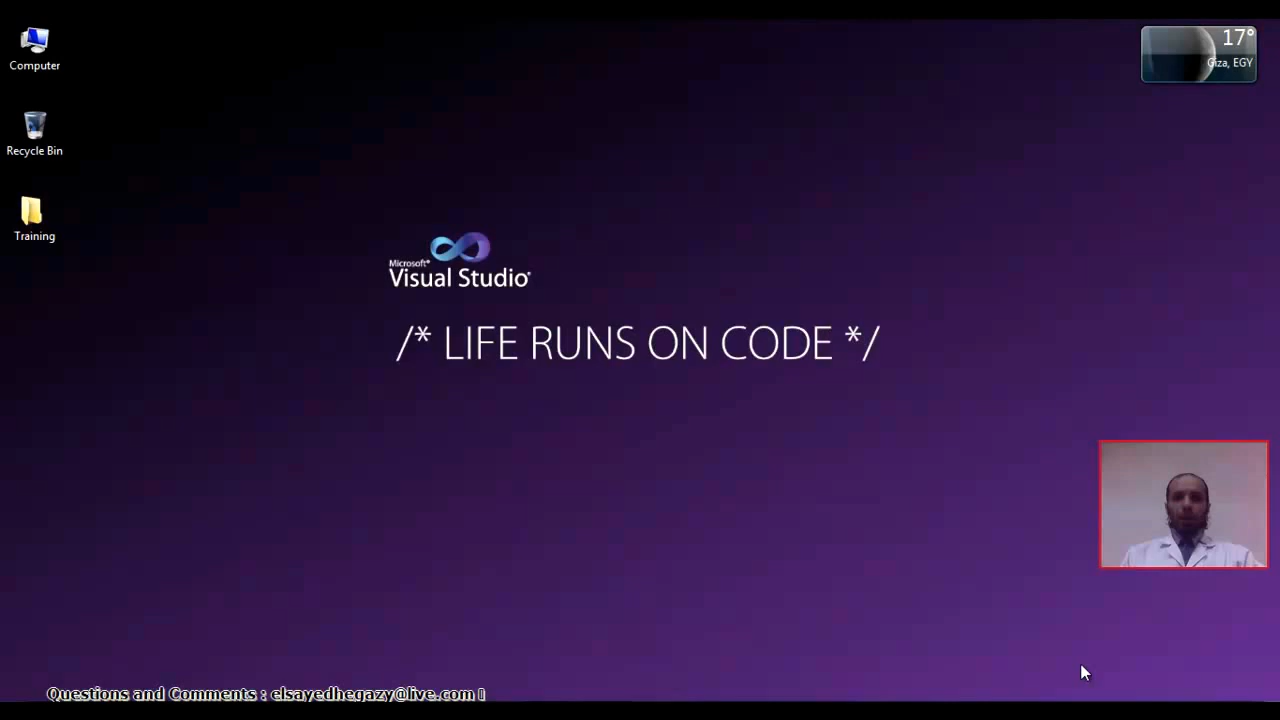 Computer
Recycle Bin
Training
17°
Giza, EGY
Microsoft®
Visual Studio®
/* LIFE RUNS ON CODE */
Questions and Comments : elsayedhegazy@live.com